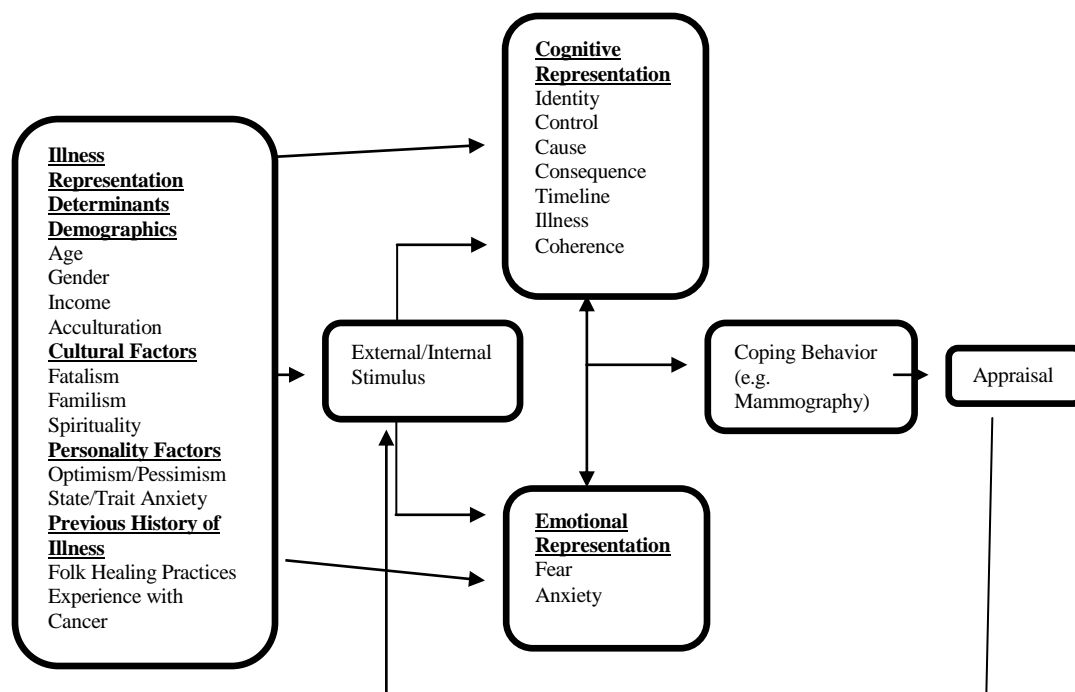 Illness
Representation
Determinants
Demographics
Age
Gender
Income
Acculturation
Cultural Factors
Fatalism
Familism
Spirituality
Personality Factors
Optimism/Pessimism
State/Trait Anxiety
Previous History of
Illness
Folk Healing Practices
Experience with
Cancer
External/Internal
Stimulus
Cognitive
Representation
Identity
Control
Cause
Consequence
Timeline
Illness
Coherence
Emotional
Representation
Fear
Anxiety
Coping Behavior
(e.g.
Mammography)
Appraisal